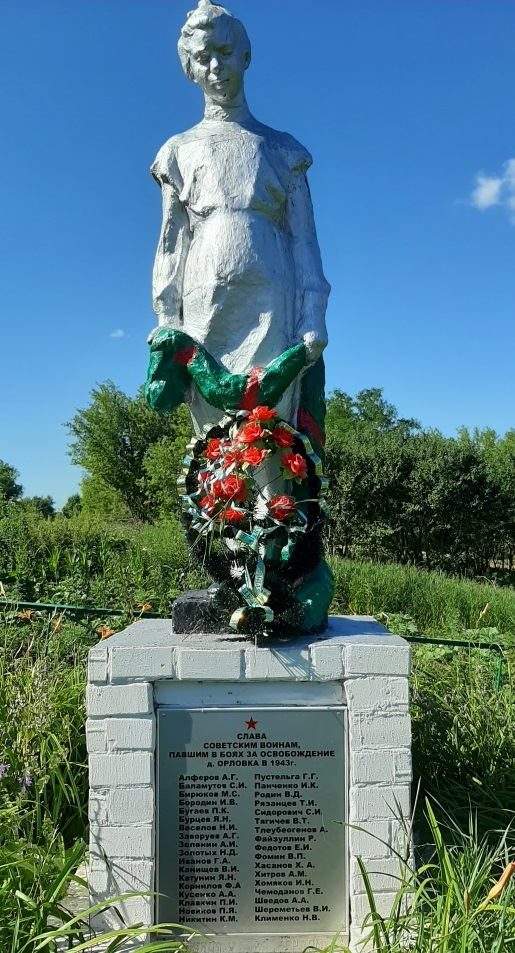 СЛАВА
СОВЕТСКИМ ВОИНАМ,
ПАВШИМ В БОЯХ ЗА ОСВОБОЖДЕНИЕ
д. ОРЛОВКА В 1943г.
Алферов А.Г.
Баламутов С.И.
Бирюков М.С.
Бородин И.В.
Бугаев П.К.
Бурцев Я.Н.
Веселов Н.И.
Заворуев А.Г.
Зеленин А.И.
Золотых Н.Д.
Иванов Г.А.
Канищев В.И.
Катунин Я.Н.
Корнилов Ф.А
Кусенко А.А.
Клавкин П.И
Новиков П.Я.
Никитин К.М.
Пустельга Г.Г.
Панченко И.К.
Родин В.Д.
Рязанцев Т.И.
Сидорович С.И.
Тягичев В.Т.
Тлеубеогенов А.
Файзуллин Р.
Федотов Е.И.
Фомин В.П.
Хасанов Х. А.
Хитров А.М.
Хомяков И.Н.
Чемоданов Г.Е.
Шведов А.А.
Шереметьев В.И.
Клименко Н.В.